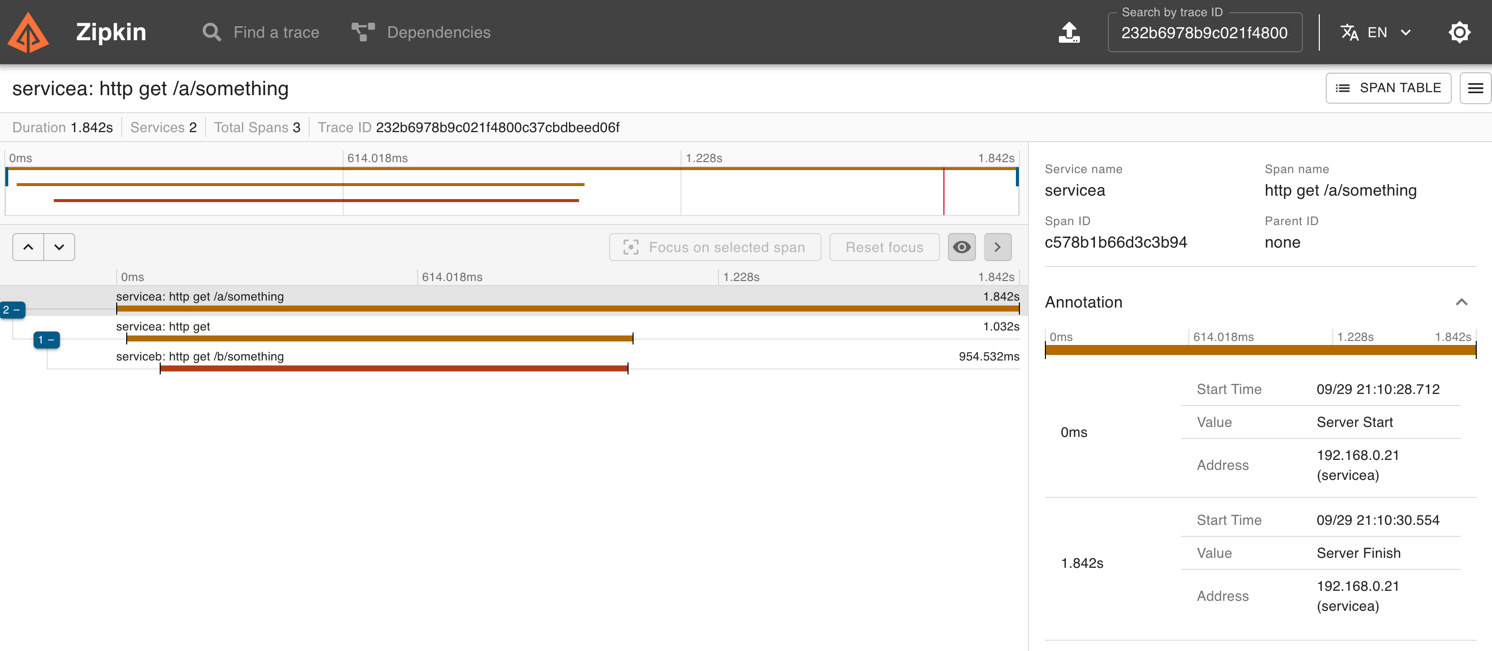 Zipkin
Find a trace
Dependencies
Search by trace ID
232b6978b9c021f4800
EN
servicea: http get /a/something
SPAN TABLE
Duration 1.842s
Services 2
Total Spans 3
Trace ID 232b6978b9c021f4800c37cbdbeed06f
0ms
614.018ms
1.228s
1.842s
Focus on selected span
Reset focus
0ms
614.018ms
1.228s
1.842s
servicea: http get /a/something
1.842s
2 −
servicea: http get
1.032s
1 −
serviceb: http get /b/something
954.532ms
Service name
Span name
servicea
http get /a/something
Span ID
Parent ID
c578b1b66d3c3b94
none
Annotation
0ms
614.018ms
1.228s
1.842s
0ms
Start Time
09/29 21:10:28.712
Value
Server Start
Address
192.168.0.21
(servicea)
1.842s
Start Time
09/29 21:10:30.554
Value
Server Finish
Address
192.168.0.21
(servicea)